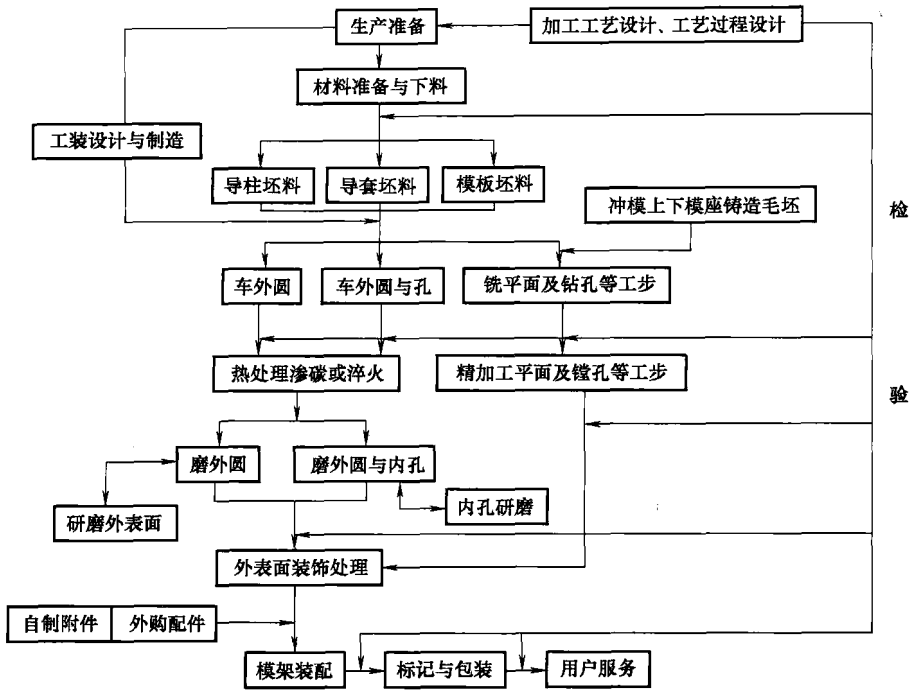 生产准备
加工工艺设计、工艺过程设计
材料准备与下料
工装设计与制造
导柱坯料
导套坯料
模板坯料
冲模上下模座铸造毛坯
检
车外圆
车外圆与孔
铣平面及钻孔等工步
热处理渗碳或淬火
精加工平面及镗孔等工步
验
磨外圆
磨外圆与内孔
研磨外表面
内孔研磨
外表面装饰处理
自制附件
外购配件
模架装配
标记与包装
用户服务